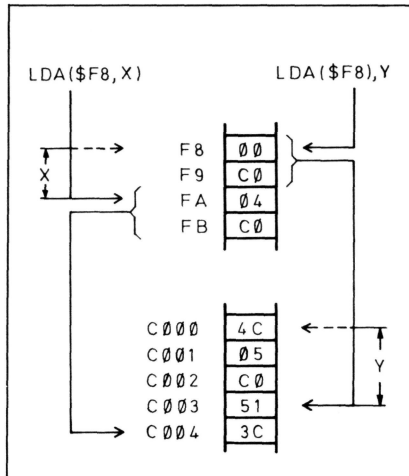 LDA($F8,X) LDA($F8),Y
F8 ØØ
X F9 CØ
FA Ø4
FB CØ
CØØØ 4C
CØØ1 Ø5
CØØ2 CØ
Y
CØØ3 51
CØØ4 3C